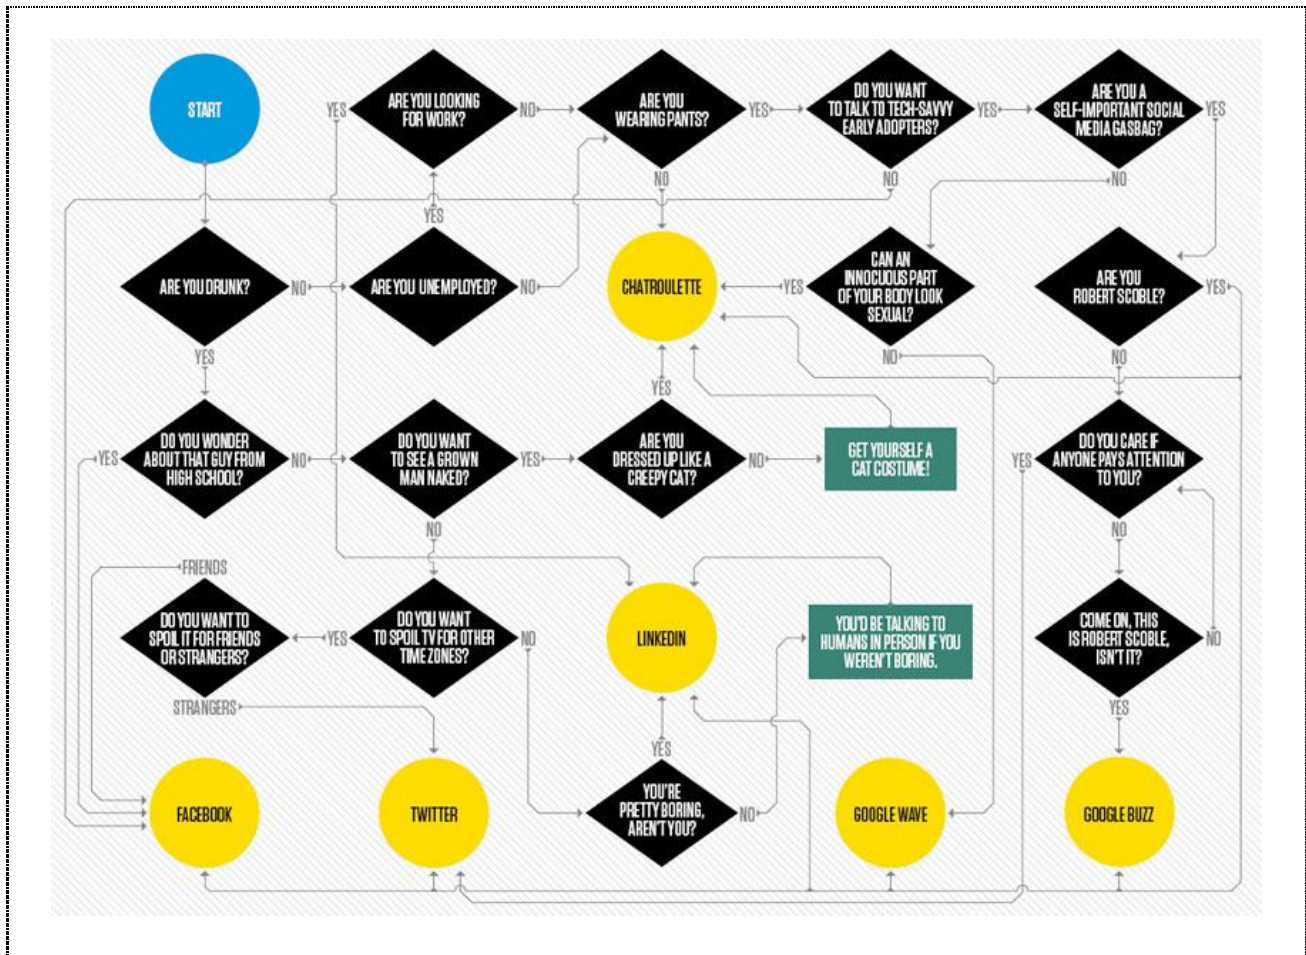 START
YES
ARE YOU LOOKING
FOR WORK?
NO
ARE YOU
WEARING PANTS?
YES
DO YOU WANT
TO TALK TO TECH-SAVVY
EARLY ADOPTERS?
YES
ARE YOU A
SELF-IMPORTANT SOCIAL
MEDIA GASBAG?
YES
NO
NO
NO
YES
ARE YOU DRUNK?
NO
ARE YOU UNEMPLOYED?
NO
CHATROULETTE
YES
CAN AN
INNOCUOUS PART
OF YOUR BODY LOOK
SEXUAL?
ARE YOU
ROBERT SCOBLE?
YES
YES
NO
NO
YES
YES
DO YOU WONDER
ABOUT THAT GUY FROM
HIGH SCHOOL?
NO
DO YOU WANT
TO SEE A GROWN
MAN NAKED?
YES
ARE YOU
DRESSED UP LIKE A
CREEPY CAT?
NO
GET YOURSELF A
CAT COSTUME!
YES
DO YOU CARE IF
ANYONE PAYS ATTENTION
TO YOU?
NO
NO
FRIENDS
DO YOU WANT TO
SPOIL IT FOR FRIENDS
OR STRANGERS?
YES
DO YOU WANT
TO SPOIL TV FOR OTHER
TIME ZONES?
NO
LINKEDIN
YOU'D BE TALKING TO
HUMANS IN PERSON IF YOU
WEREN'T BORING.
COME ON, THIS
IS ROBERT SCOBLE,
ISN'T IT?
NO
STRANGERS
YES
YES
FACEBOOK
TWITTER
YOU'RE
PRETTY BORING,
AREN'T YOU?
NO
GOOGLE WAVE
GOOGLE BUZZ